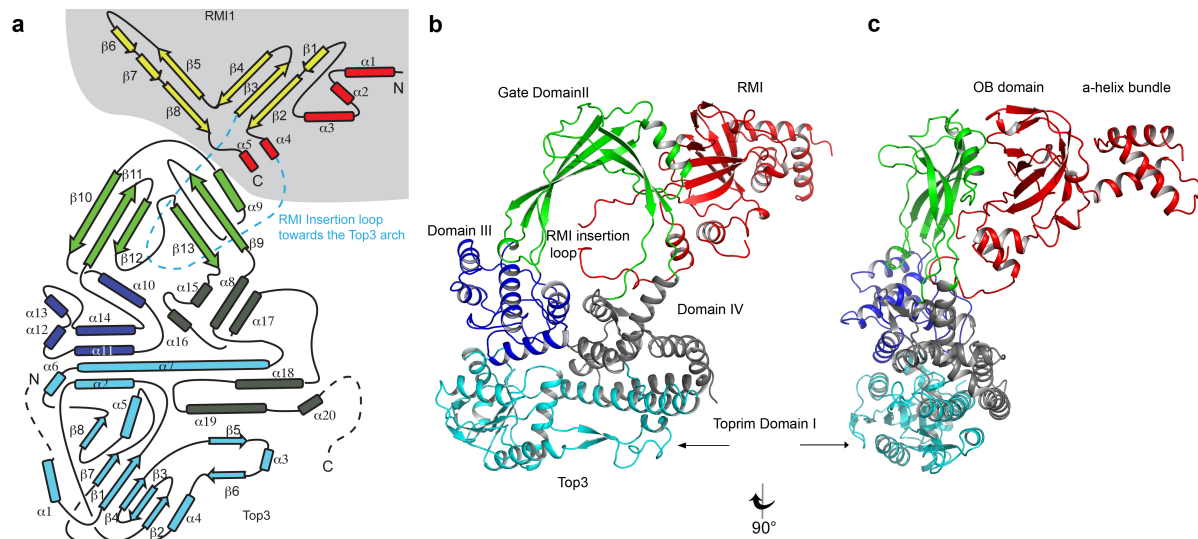 a
RMI1
β6
β7
β5
β8
β4
β3
β1
β2
α1
α2
N
α3
α4
α5
C
β10
β11
β12
β13
α9
β9
RMI Insertion loop
towards the Top3 arch
α10
α15
α8
α13
α12
α14
α16
α17
α11
α6
α7
N
α2
α18
α5
α19
α20
β8
β5
C
β7
β3
α3
β1
β6
α1
β4
β2
α4
Top3
b
Gate DomainII
RMI
Domain III
RMI insertion
loop
Domain IV
Toprim Domain I
Top3
90°
c
OB domain
a-helix bundle